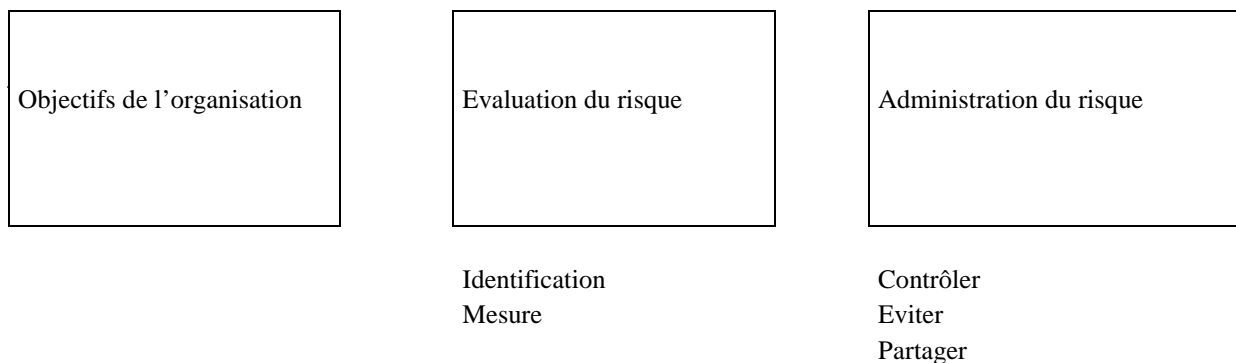 Objectifs de l’organisation
Evaluation du risque
Administration du risque
Identification
Mesure
Contrôler
Eviter
Partager